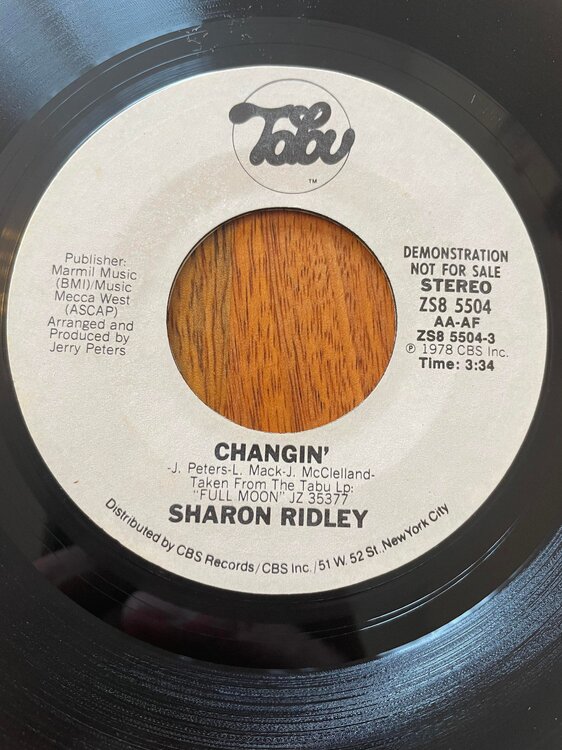 Tabu
TM
Publisher:
Marmil Music
(BMI)/Music
Mecca West
(ASCAP)
Arranged and
Produced by
Jerry Peters
DEMONSTRATION
NOT FOR SALE
STEREO
ZS8 5504
AA-AF
ZS8 5504-3
Ⓟ 1978 CBS Inc.
Time: 3:34
CHANGIN'
-J. Peters-L. Mack-J. McClelland-
Taken From The Tabu Lp:
"FULL MOON" JZ 35377
SHARON RIDLEY
Distributed by CBS Records/CBS Inc./51 W. 52 St., New York City